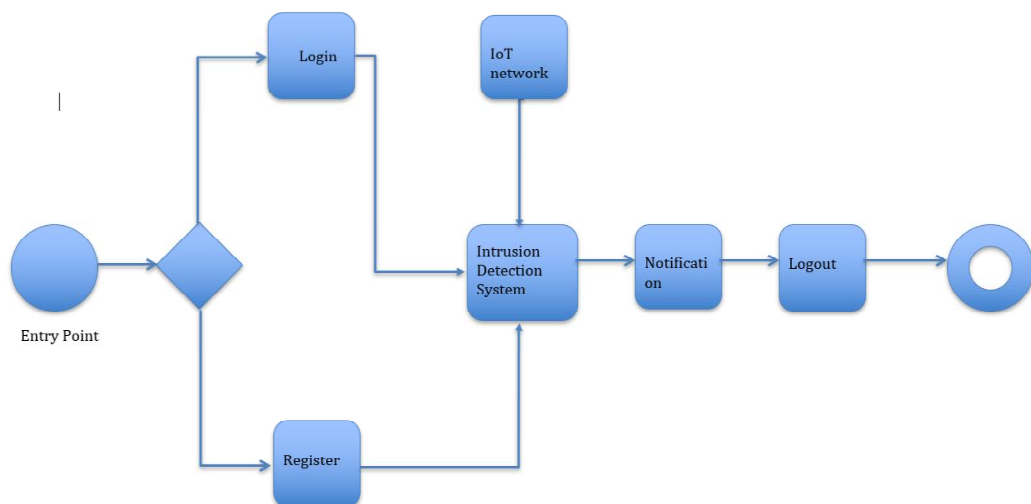 Login
IoT
network
Entry Point
Intrusion
Detection
System
Notificati
on
Logout
Register